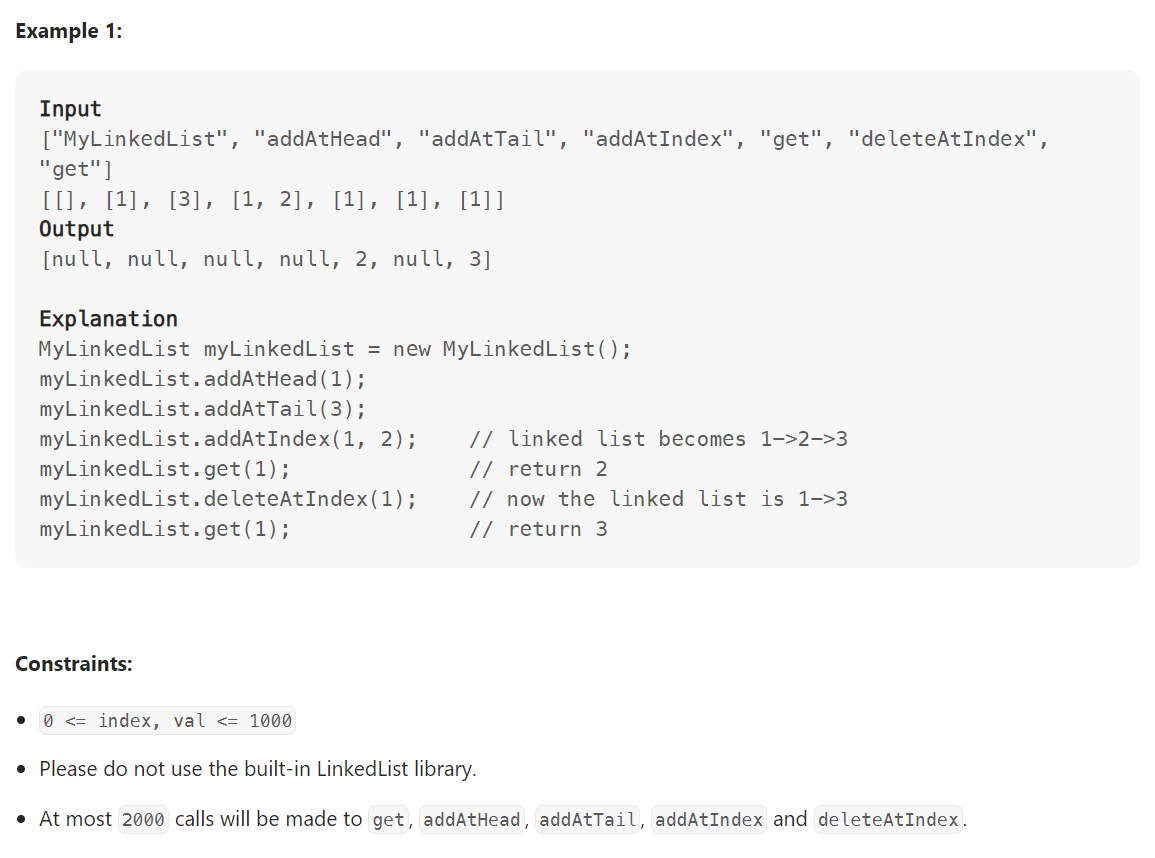 Example 1:
Input
["MyLinkedList", "addAtHead", "addAtTail", "addAtIndex", "get", "deleteAtIndex",
"get"]
[[], [1], [3], [1, 2], [1], [1], [1]]
Output
[null, null, null, null, 2, null, 3]
Explanation
MyLinkedList myLinkedList = new MyLinkedList();
myLinkedList.addAtHead(1);
myLinkedList.addAtTail(3);
myLinkedList.addAtIndex(1, 2);    // linked list becomes 1->2->3
myLinkedList.get(1);              // return 2
myLinkedList.deleteAtIndex(1);    // now the linked list is 1->3
myLinkedList.get(1);              // return 3
Constraints:
• 0 <= index, val <= 1000
• Please do not use the built-in LinkedList library.
• At most 2000 calls will be made to get, addAtHead, addAtTail, addAtIndex and deleteAtIndex.